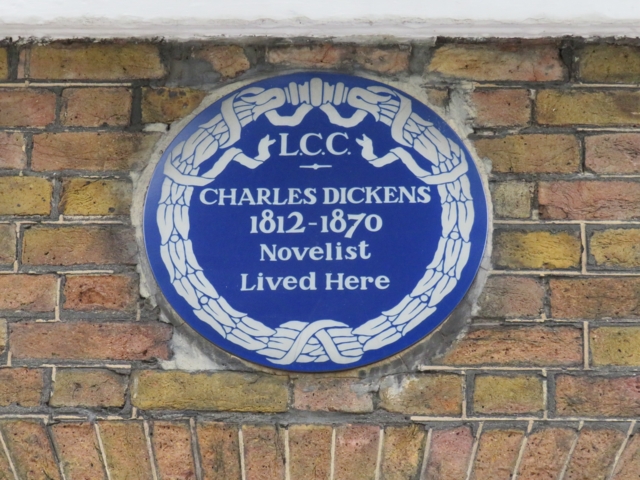 L.C.C.
CHARLES DICKENS
1812-1870
Novelist
Lived Here